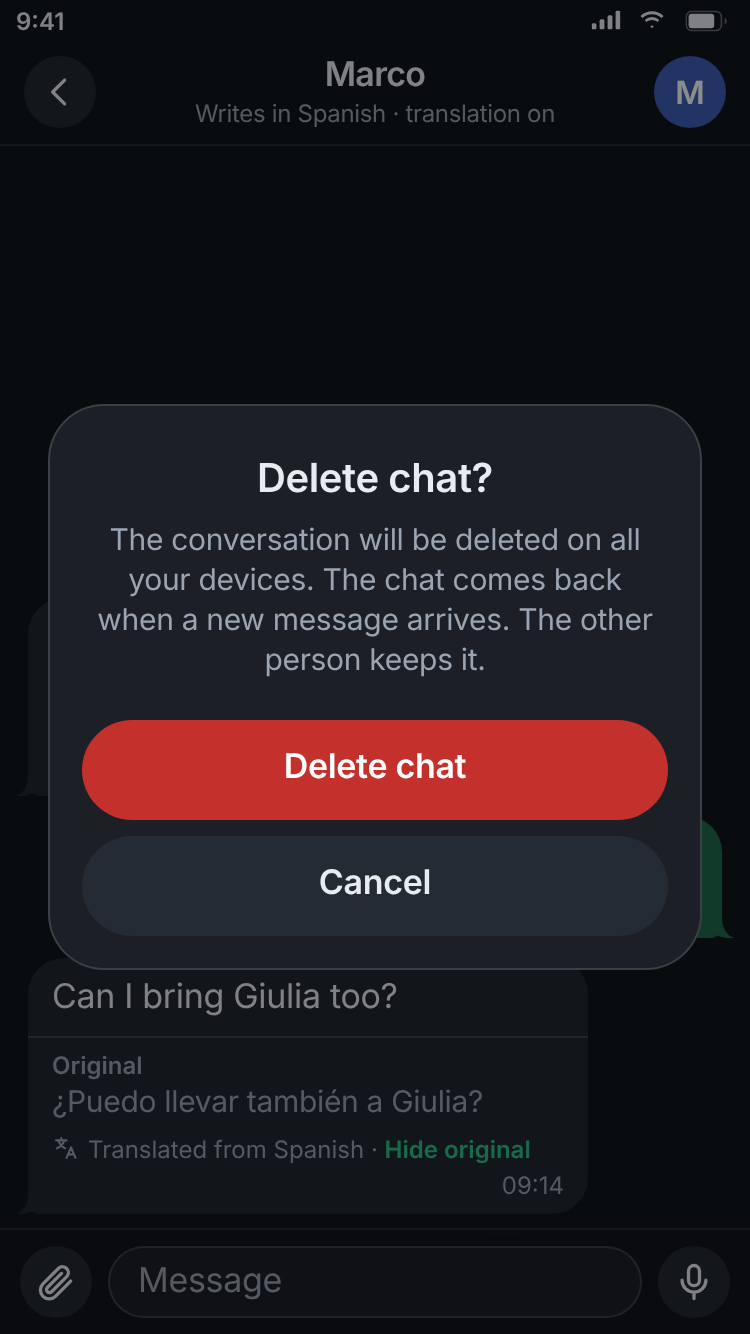 9:41
Marco
Writes in Spanish · translation on
M
Delete chat?
The conversation will be deleted on all
your devices. The chat comes back
when a new message arrives. The other
person keeps it.
Delete chat
Cancel
Can I bring Giulia too?
Original
¿Puedo llevar también a Giulia?
Translated from Spanish · Hide original
09:14
Message